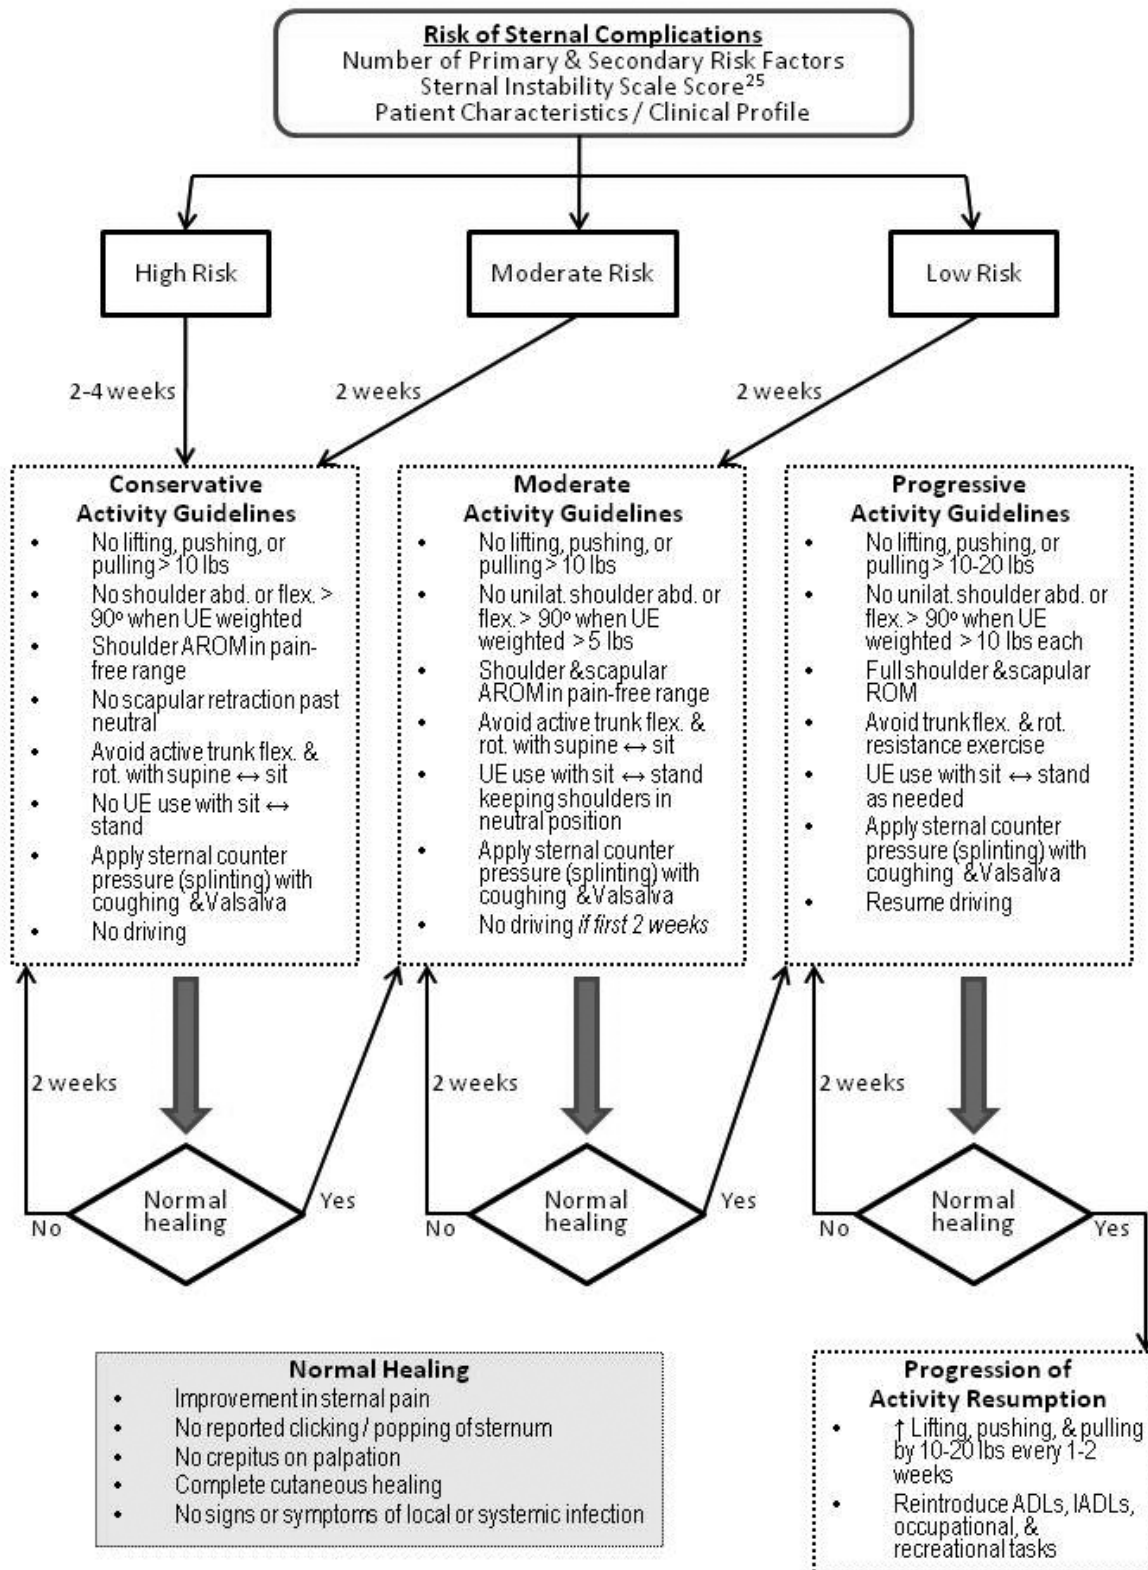 Risk of Sternal Complications
Number of Primary & Secondary Risk Factors
Sternal Instability Scale Score25
Patient Characteristics / Clinical Profile
High Risk
Moderate Risk
Low Risk
2-4 weeks
2 weeks
2 weeks
Conservative
Activity Guidelines
• No lifting, pushing, or
pulling > 10 lbs
• No shoulder abd. or flex. >
90º when UE weighted
• Shoulder AROM in pain-
free range
• No scapular retraction past
neutral
• Avoid active trunk flex. &
rot. with supine ↔ sit
• No UE use with sit ↔
stand
• Apply sternal counter
pressure (splinting) with
coughing &Valsalva
• No driving
Moderate
Activity Guidelines
• No lifting, pushing, or
pulling > 10 lbs
• No unilat. shoulder abd. or
flex. > 90º when UE
weighted > 5 lbs
• Shoulder & scapular
AROM in pain-free range
• Avoid active trunk flex. &
rot. with supine ↔ sit
• UE use with sit ↔ stand
keeping shoulders in
neutral position
• Apply sternal counter
pressure (splinting) with
coughing &Valsalva
• No driving if first 2 weeks
Progressive
Activity Guidelines
• No lifting, pushing, or
pulling > 10-20 lbs
• No unilat. shoulder abd. or
flex. > 90º when UE
weighted > 10 lbs each
• Full shoulder & scapular
ROM
• Avoid trunk flex. & rot.
resistance exercise
• UE use with sit ↔ stand
as needed
• Apply sternal counter
pressure (splinting) with
coughing &Valsalva
• Resume driving
2 weeks
2 weeks
2 weeks
Normal
healing
No
Yes
Normal
healing
No
Yes
Normal
healing
No
Yes
Normal Healing
• Improvement in sternal pain
• No reported clicking / popping of sternum
• No crepitus on palpation
• Complete cutaneous healing
• No signs or symptoms of local or systemic infection
Progression of
Activity Resumption
• ↑ Lifting, pushing, & pulling
by 10-20 lbs every 1-2
weeks
• Reintroduce ADLs, IADLs,
occupational, &
recreational tasks